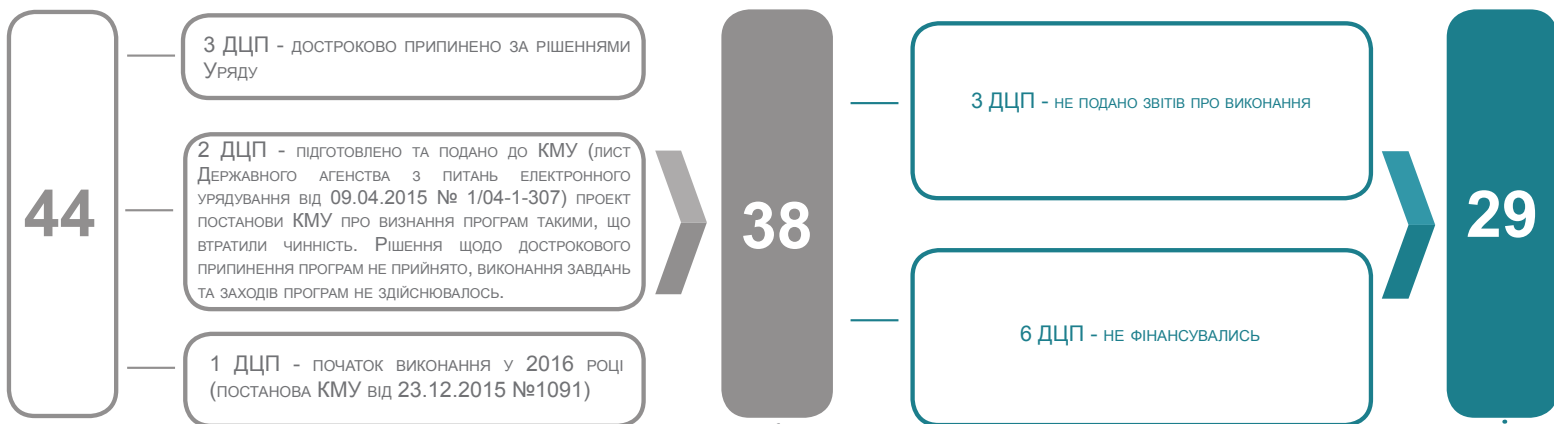 44
3 ДЦП - достроково припинено за рішеннями
Уряду
2 ДЦП - підготовлено та подано до КМУ (лист
Державного агенства з питань електронного
урядування від 09.04.2015 № 1/04-1-307) проект
постанови КМУ про визнання програм такими, що
втратили чинність. Рішення щодо дострокового
припинення програм не прийнято, виконання завдань
та заходів програм не здійснювалось.
1 ДЦП - початок виконання у 2016 році
(постанова КМУ від 23.12.2015 №1091)
38
3 ДЦП - не подано звітів про виконання
6 ДЦП - не фінансувались
29